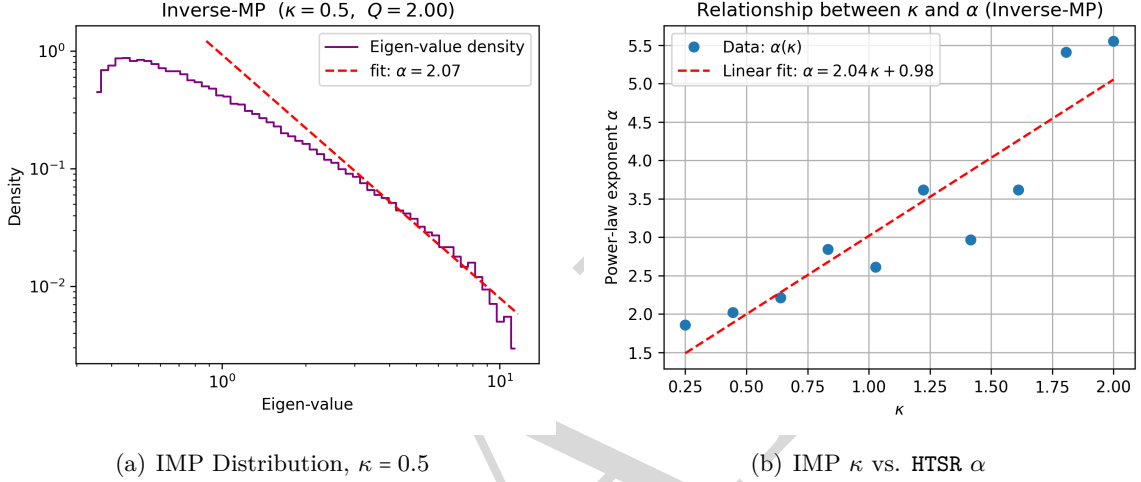 Inverse-MP (κ = 0.5, Q = 2.00)
Eigen-value density
fit: α = 2.07
10⁰
10⁻¹
10⁻²
Density
10⁰
10¹
Eigen-value
(a) IMP Distribution, κ = 0.5
Relationship between κ and α (Inverse-MP)
Data: α(κ)
Linear fit: α = 2.04 κ + 0.98
5.5
5.0
4.5
4.0
3.5
3.0
2.5
2.0
1.5
Power-law exponent α
0.25 0.50 0.75 1.00 1.25 1.50 1.75 2.00
κ
(b) IMP κ vs. HTSR α